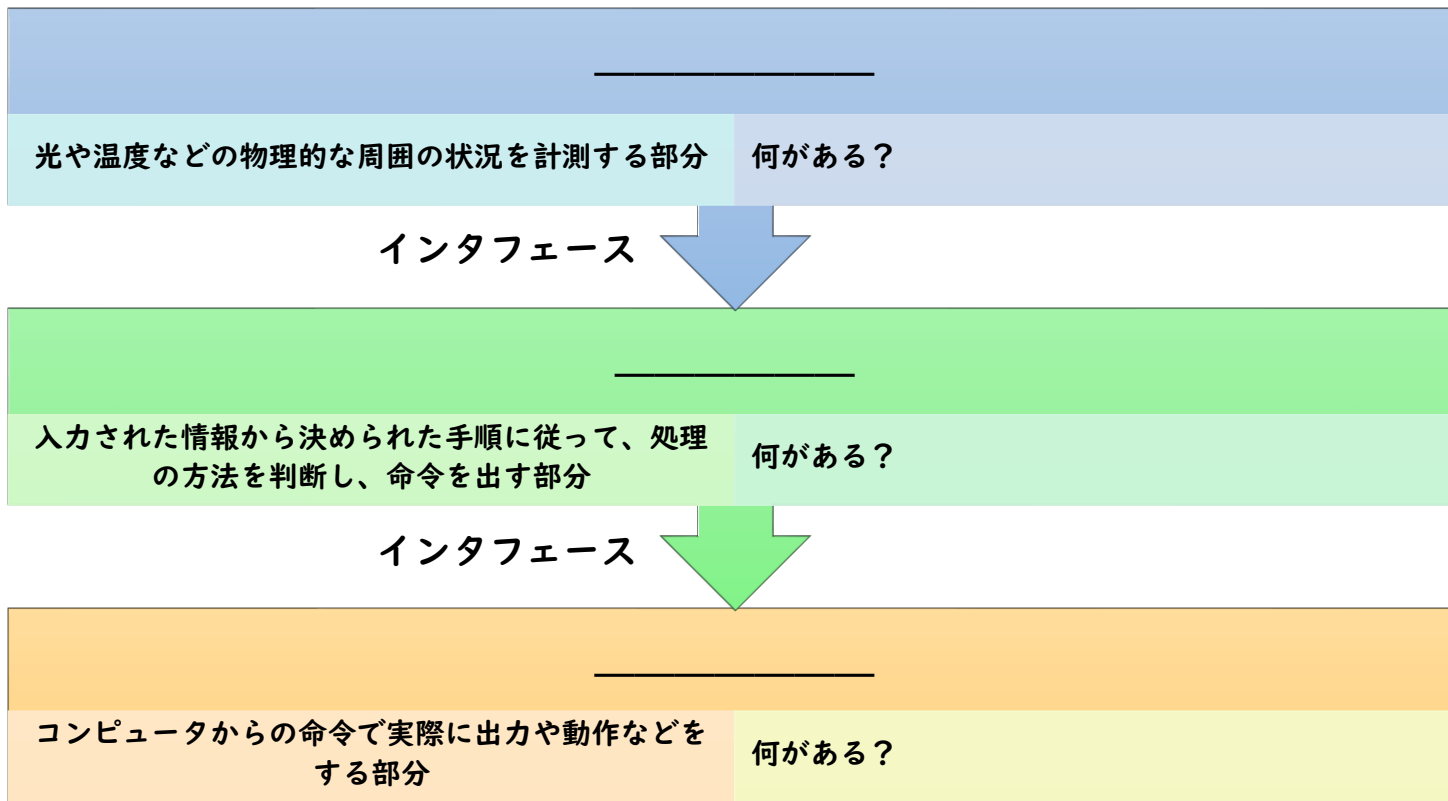 光や温度などの物理的な周囲の状況を計測する部分
何がある？
インタフェース
入力された情報から決められた手順に従って、処理
の方法を判断し、命令を出す部分
何がある？
インタフェース
コンピュータからの命令で実際に出力や動作などを
する部分
何がある？